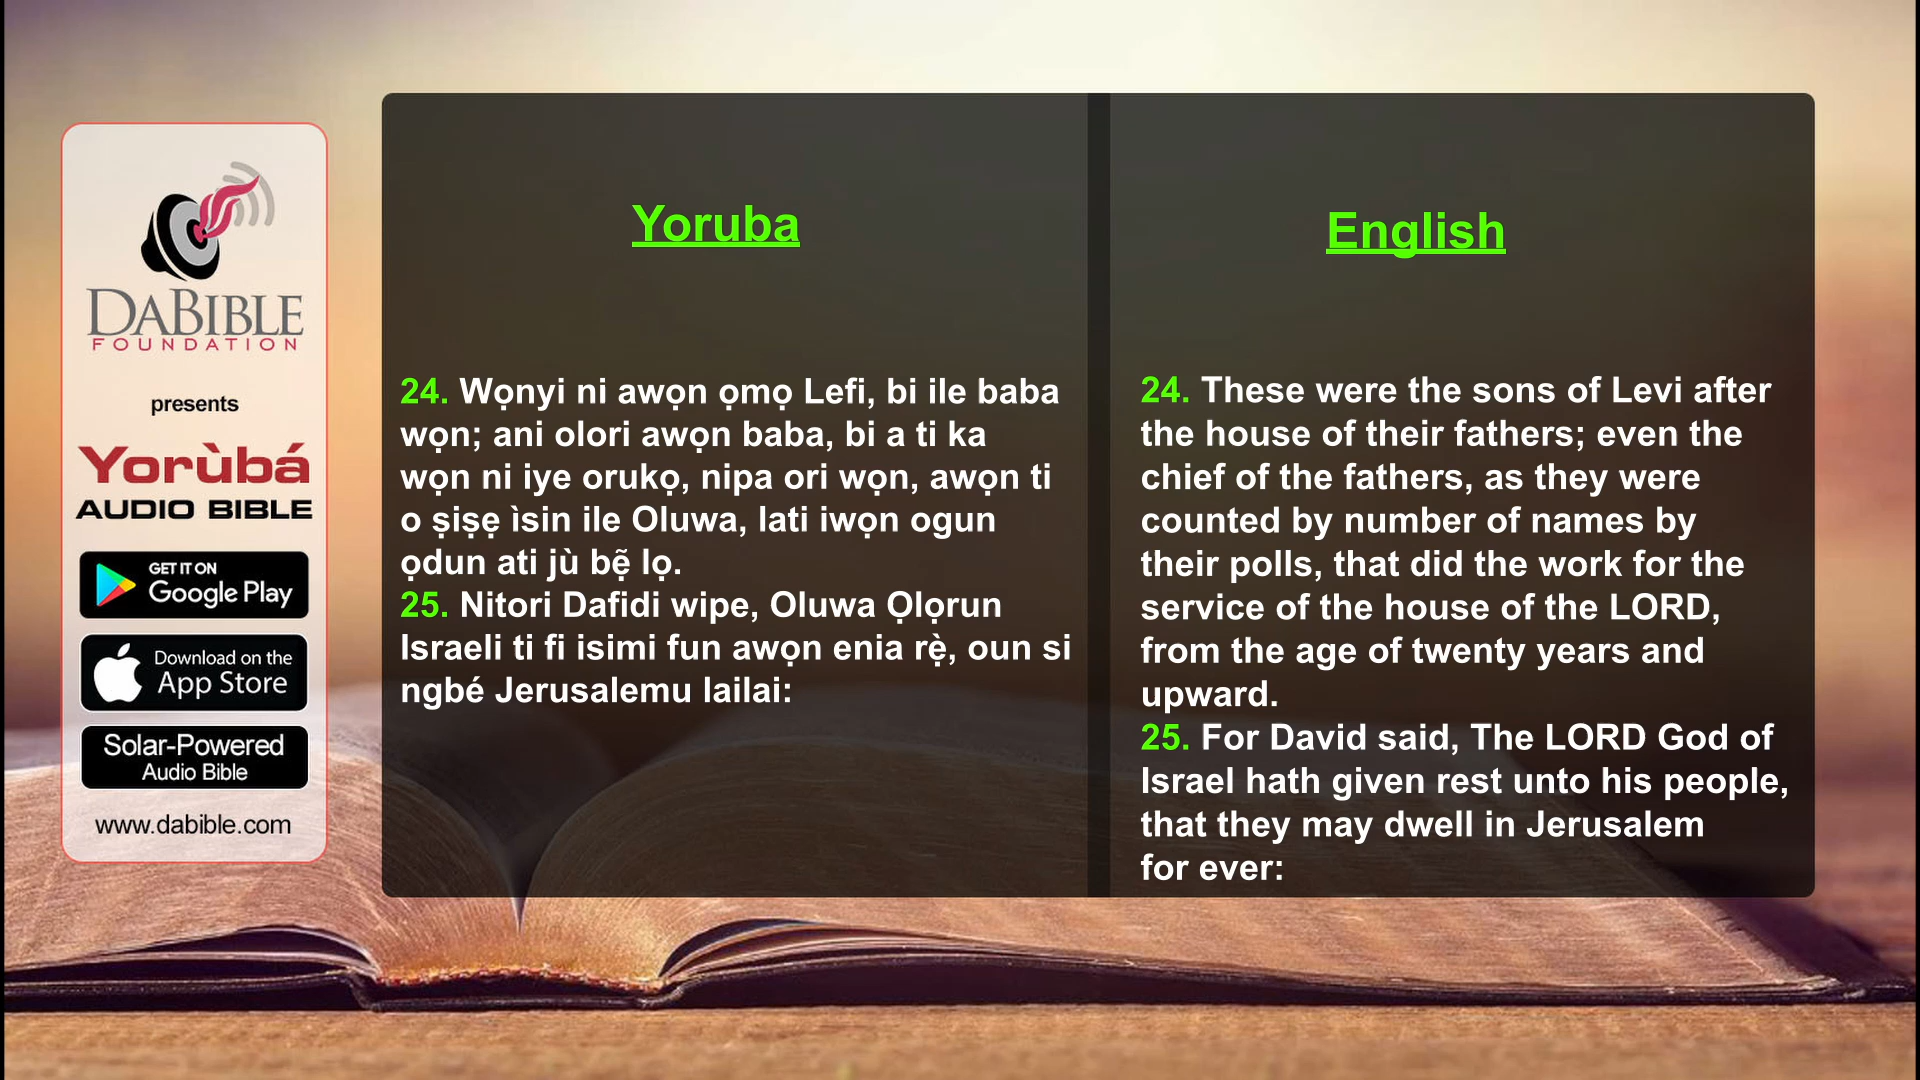 DABIBLE
FOUNDATION
presents
Yorùbá
AUDIO BIBLE
GET IT ON
Google Play
Download on the
App Store
Solar-Powered
Audio Bible
www.dabible.com
Yoruba
24. Wọnyi ni awọn ọmọ Lefi, bi ile baba
wọn; ani olori awọn baba, bi a ti ka
wọn ni iye orukọ, nipa ori wọn, awọn ti
o ṣiṣẹ ìsin ile Oluwa, lati iwọn ogun
ọdun ati jù bẹ̃ lọ.
25. Nitori Dafidi wipe, Oluwa Ọlọrun
Israeli ti fi isimi fun awọn enia rẹ̀, oun si
ngbé Jerusalemu lailai:
English
24. These were the sons of Levi after
the house of their fathers; even the
chief of the fathers, as they were
counted by number of names by
their polls, that did the work for the
service of the house of the LORD,
from the age of twenty years and
upward.
25. For David said, The LORD God of
Israel hath given rest unto his people,
that they may dwell in Jerusalem
for ever: